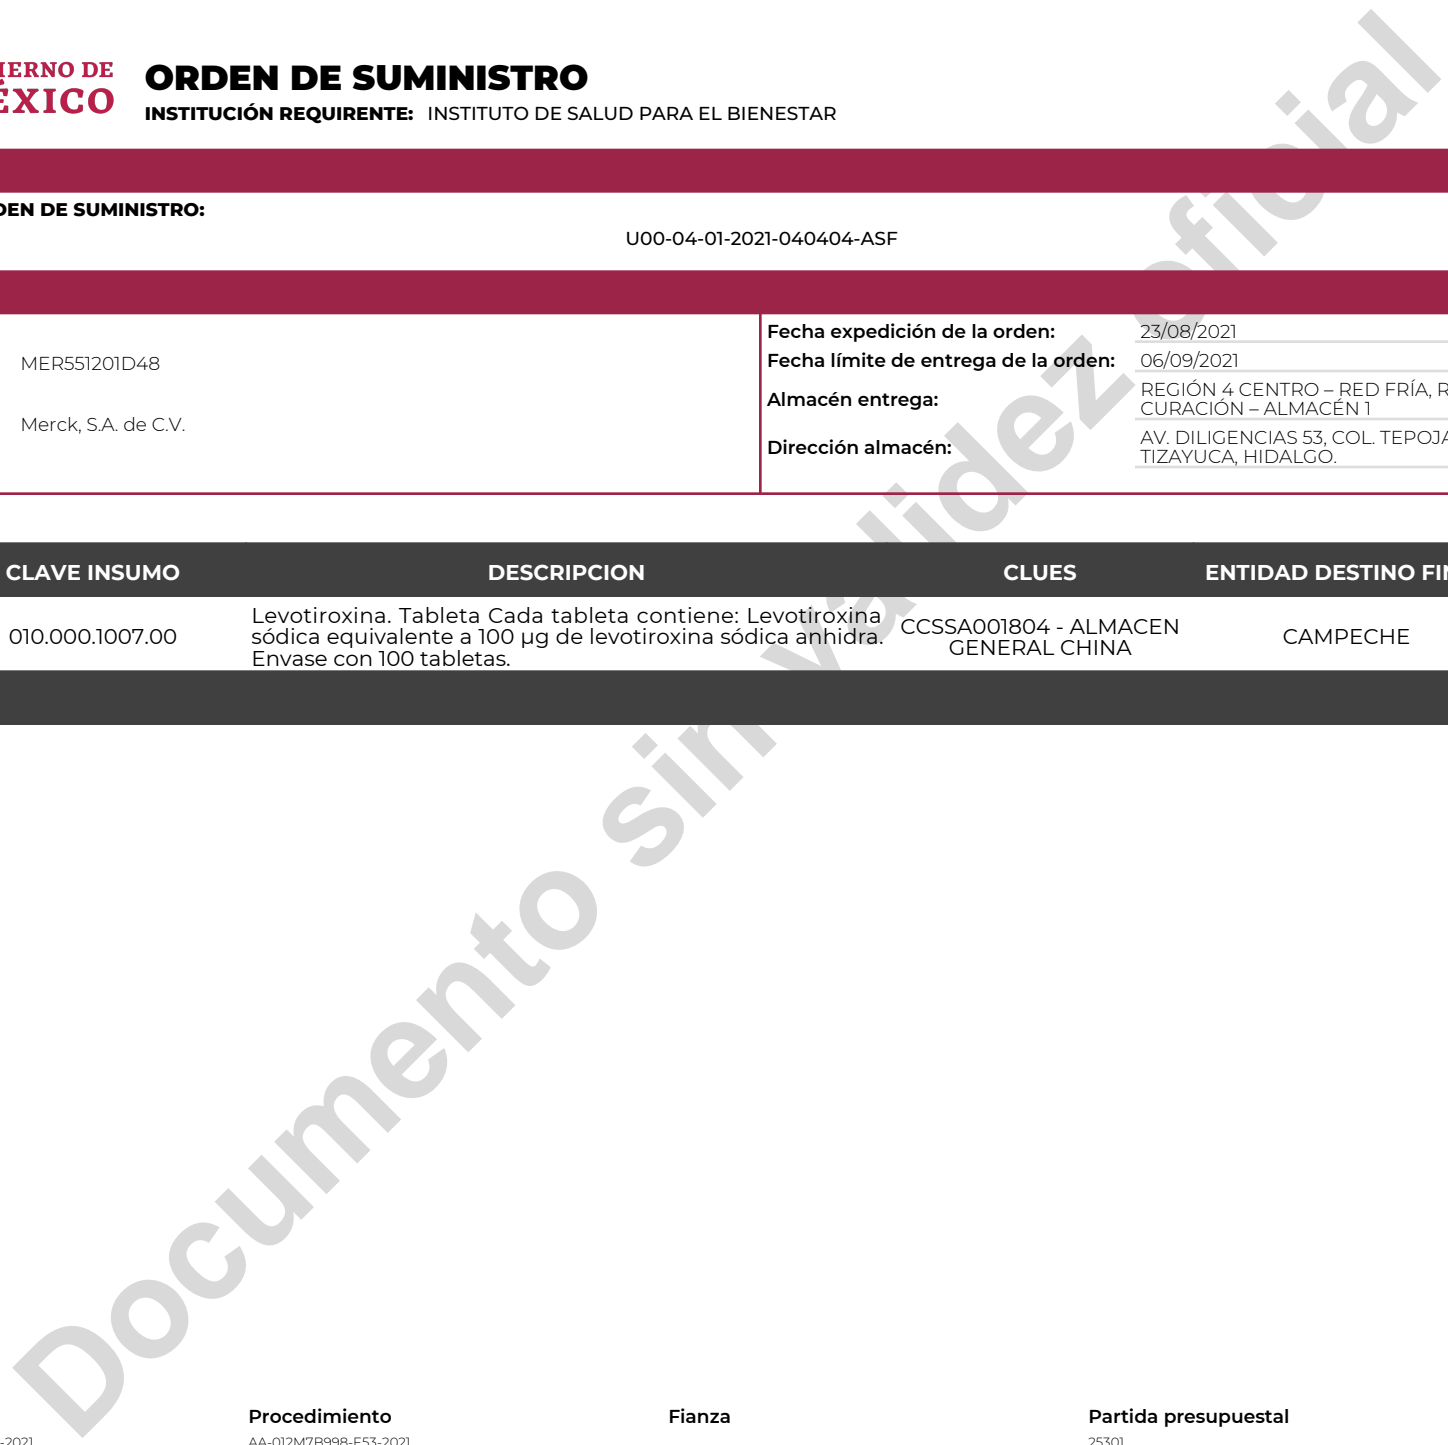 IERNO DE
ÉXICO
ORDEN DE SUMINISTRO
INSTITUCIÓN REQUIRENTE: INSTITUTO DE SALUD PARA EL BIENESTAR
DEN DE SUMINISTRO:
U00-04-01-2021-040404-ASF
MER551201D48
Merck, S.A. de C.V.
Fecha expedición de la orden: 23/08/2021
Fecha límite de entrega de la orden: 06/09/2021
Almacén entrega: REGIÓN 4 CENTRO – RED FRÍA, R
CURACIÓN – ALMACÉN 1
Dirección almacén: AV. DILIGENCIAS 53, COL. TEPOJA
TIZAYUCA, HIDALGO.
CLAVE INSUMO DESCRIPCION CLUES ENTIDAD DESTINO FIN
010.000.1007.00
Levotiroxina. Tableta Cada tableta contiene: Levotiroxina
sódica equivalente a 100 µg de levotiroxina sódica anhidra.
Envase con 100 tabletas.
CCSSA001804 - ALMACEN
GENERAL CHINA
CAMPECHE
Documento sin validez oficial
Procedimiento Fianza Partida presupuestal
-2021 AA-012M7B998-E53-2021 25301